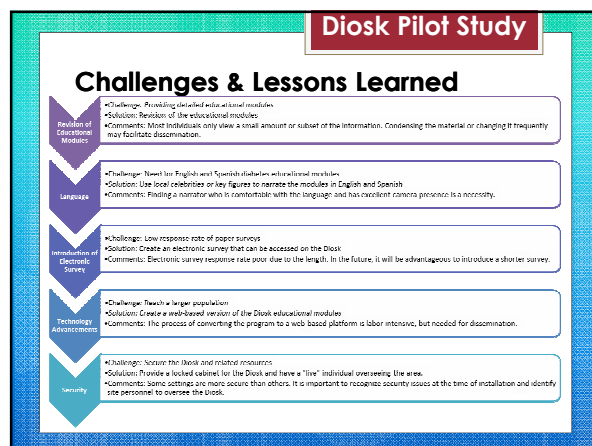 Diosk Pilot Study
Challenges & Lessons Learned
Revision of
Educational
Modules
•Challenge: Providing detailed educational modules
•Solution: Revision of the educational modules
•Comments: Most individuals only view a small amount or subset of the information. Condensing the material or changing it frequently
may facilitate dissemination.
Language
•Challenge: Need for English and Spanish diabetes educational modules
•Solution: Use local celebrities or key figures to narrate the modules in English and Spanish
•Comments: Finding a narrator who is comfortable with the language and has excellent camera presence is a necessity.
Introduction of
Electronic
Survey
•Challenge: Low response rate of paper surveys
•Solution: Create an electronic survey that can be accessed on the Diosk
•Comments: Electronic survey response rate poor due to the length. In the future, it will be advantageous to introduce a shorter survey.
Technology
Advancements
•Challenge: Reach a larger population
•Solution: Create a web-based version of the Diosk educational modules
•Comments: The process of converting the program to a web based platform is labor intensive, but needed for dissemination.
Security
•Challenge: Secure the Diosk and related resources
•Solution: Provide a locked cabinet for the Diosk and have a "live" individual overseeing the area.
•Comments: Some settings are more secure than others. It is important to recognize security issues at the time of installation and identify
site personnel to oversee the Diosk.